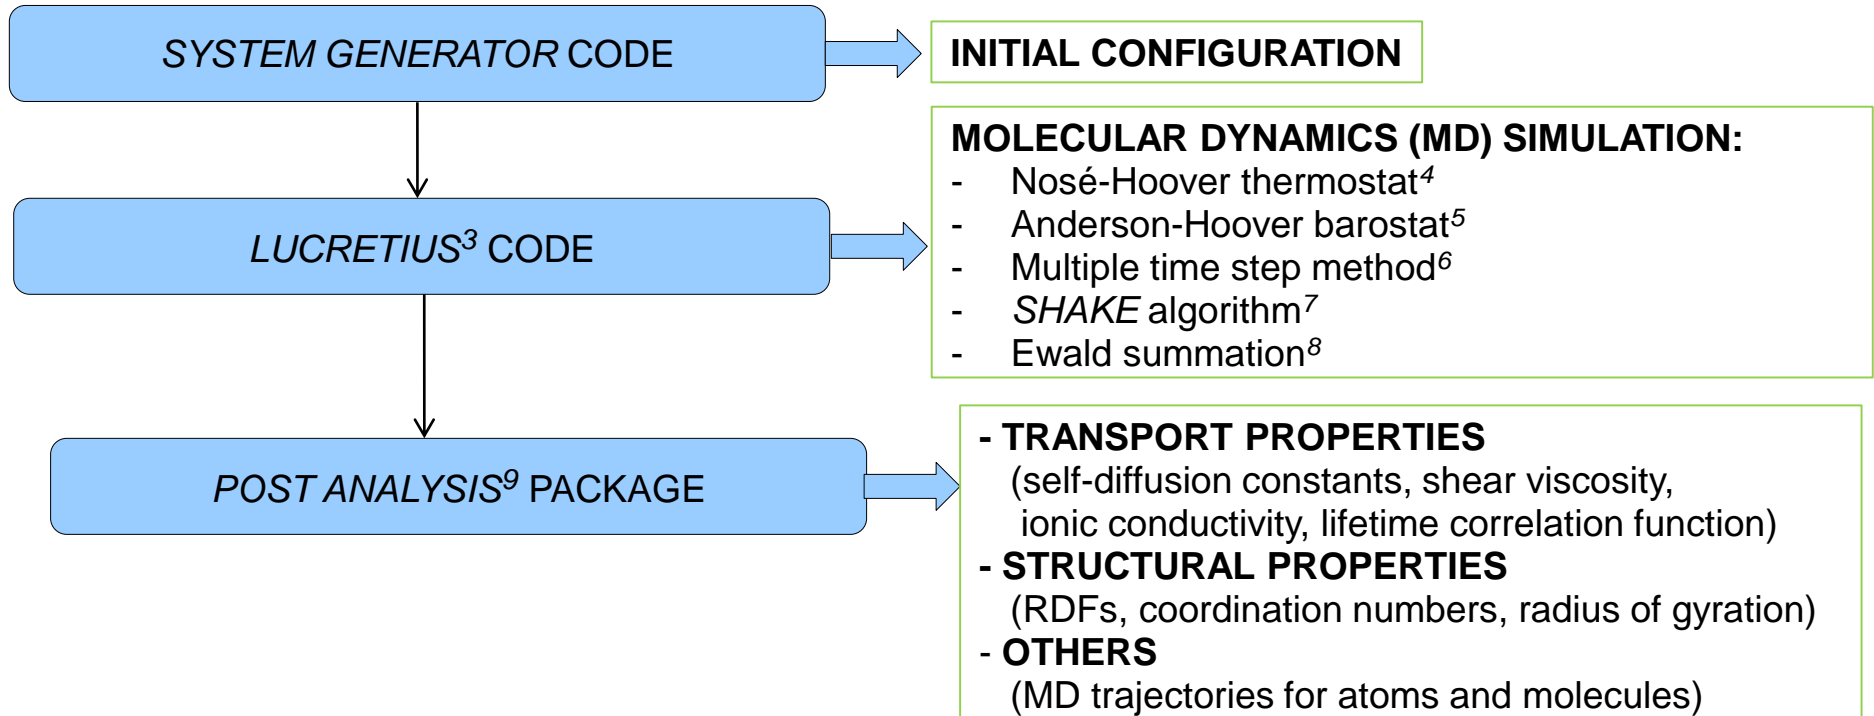 SYSTEM GENERATOR CODE
INITIAL CONFIGURATION
LUCRETIUS³ CODE
MOLECULAR DYNAMICS (MD) SIMULATION:
- Nosé-Hoover thermostat⁴
- Anderson-Hoover barostat⁵
- Multiple time step method⁶
- SHAKE algorithm⁷
- Ewald summation⁸
POST ANALYSIS⁹ PACKAGE
- TRANSPORT PROPERTIES
(self-diffusion constants, shear viscosity,
ionic conductivity, lifetime correlation function)
- STRUCTURAL PROPERTIES
(RDFs, coordination numbers, radius of gyration)
- OTHERS
(MD trajectories for atoms and molecules)